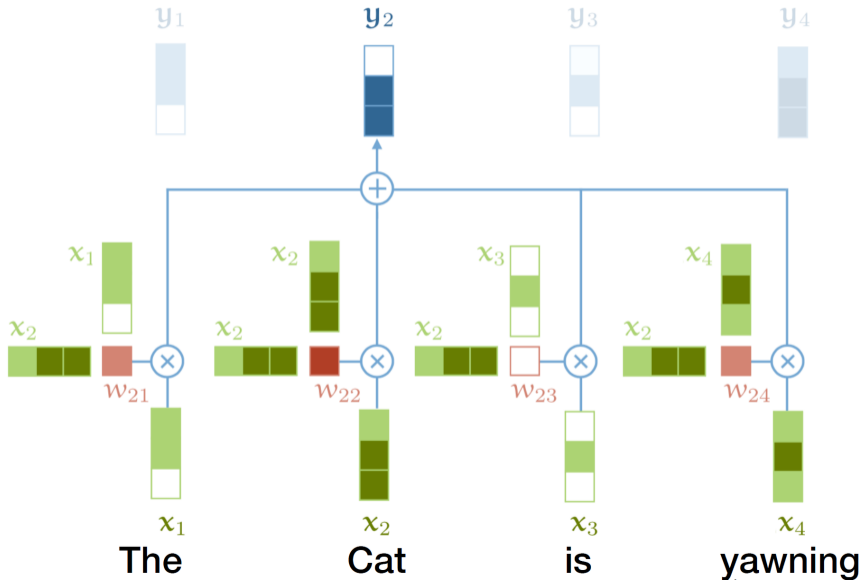 y₁ y₂ y₃ y₄
+
x₁ x₂ x₃ x₄
x₂ x₂ x₂ x₂
× × × ×
w₂₁ w₂₂ w₂₃ w₂₄
x₁ x₂ x₃ x₄
The Cat is yawning